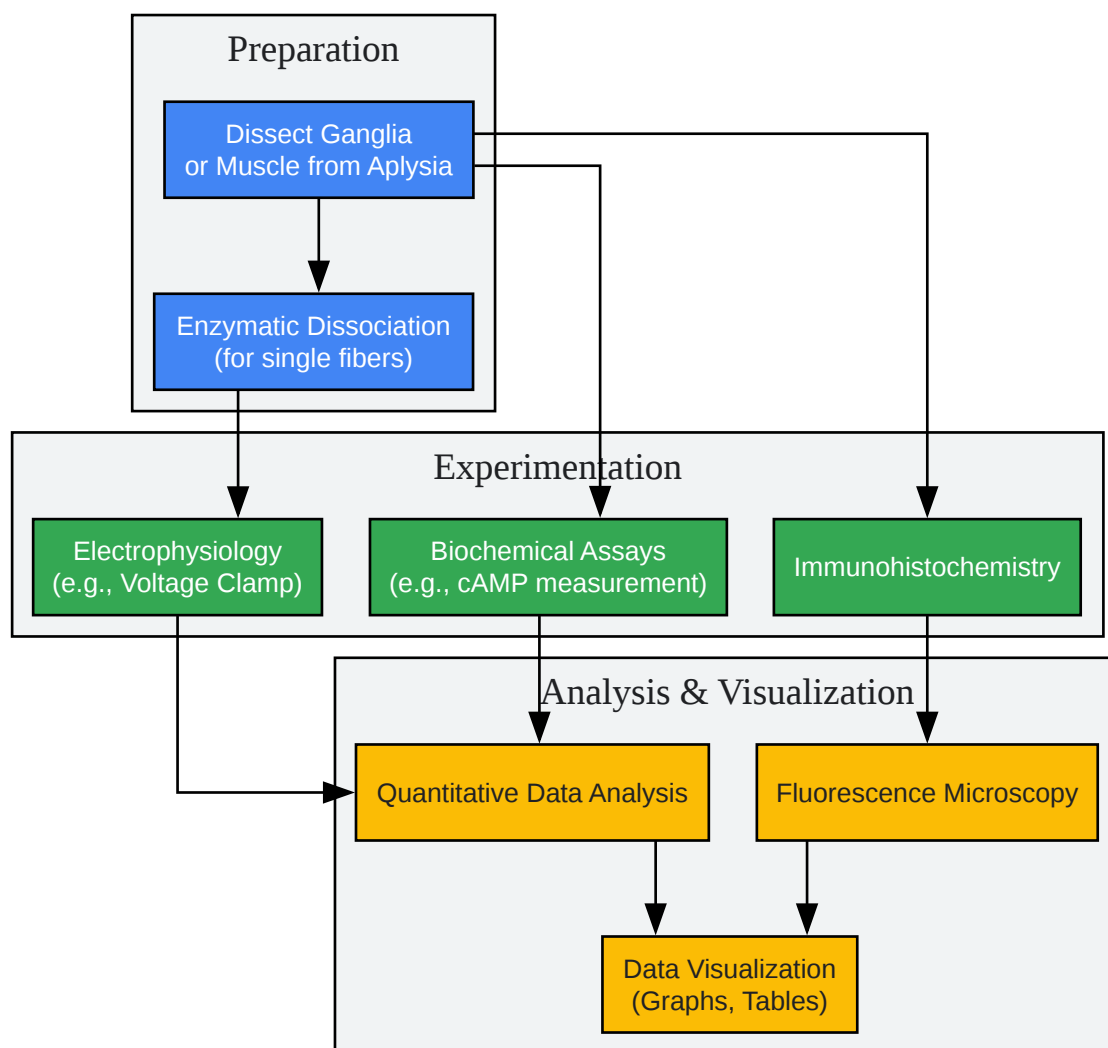 Preparation
Dissect Ganglia
or Muscle from Aplysia
Enzymatic Dissociation
(for single fibers)
Experimentation
Electrophysiology
(e.g., Voltage Clamp)
Biochemical Assays
(e.g., cAMP measurement)
Immunohistochemistry
Analysis & Visualization
Quantitative Data Analysis
Fluorescence Microscopy
Data Visualization
(Graphs, Tables)